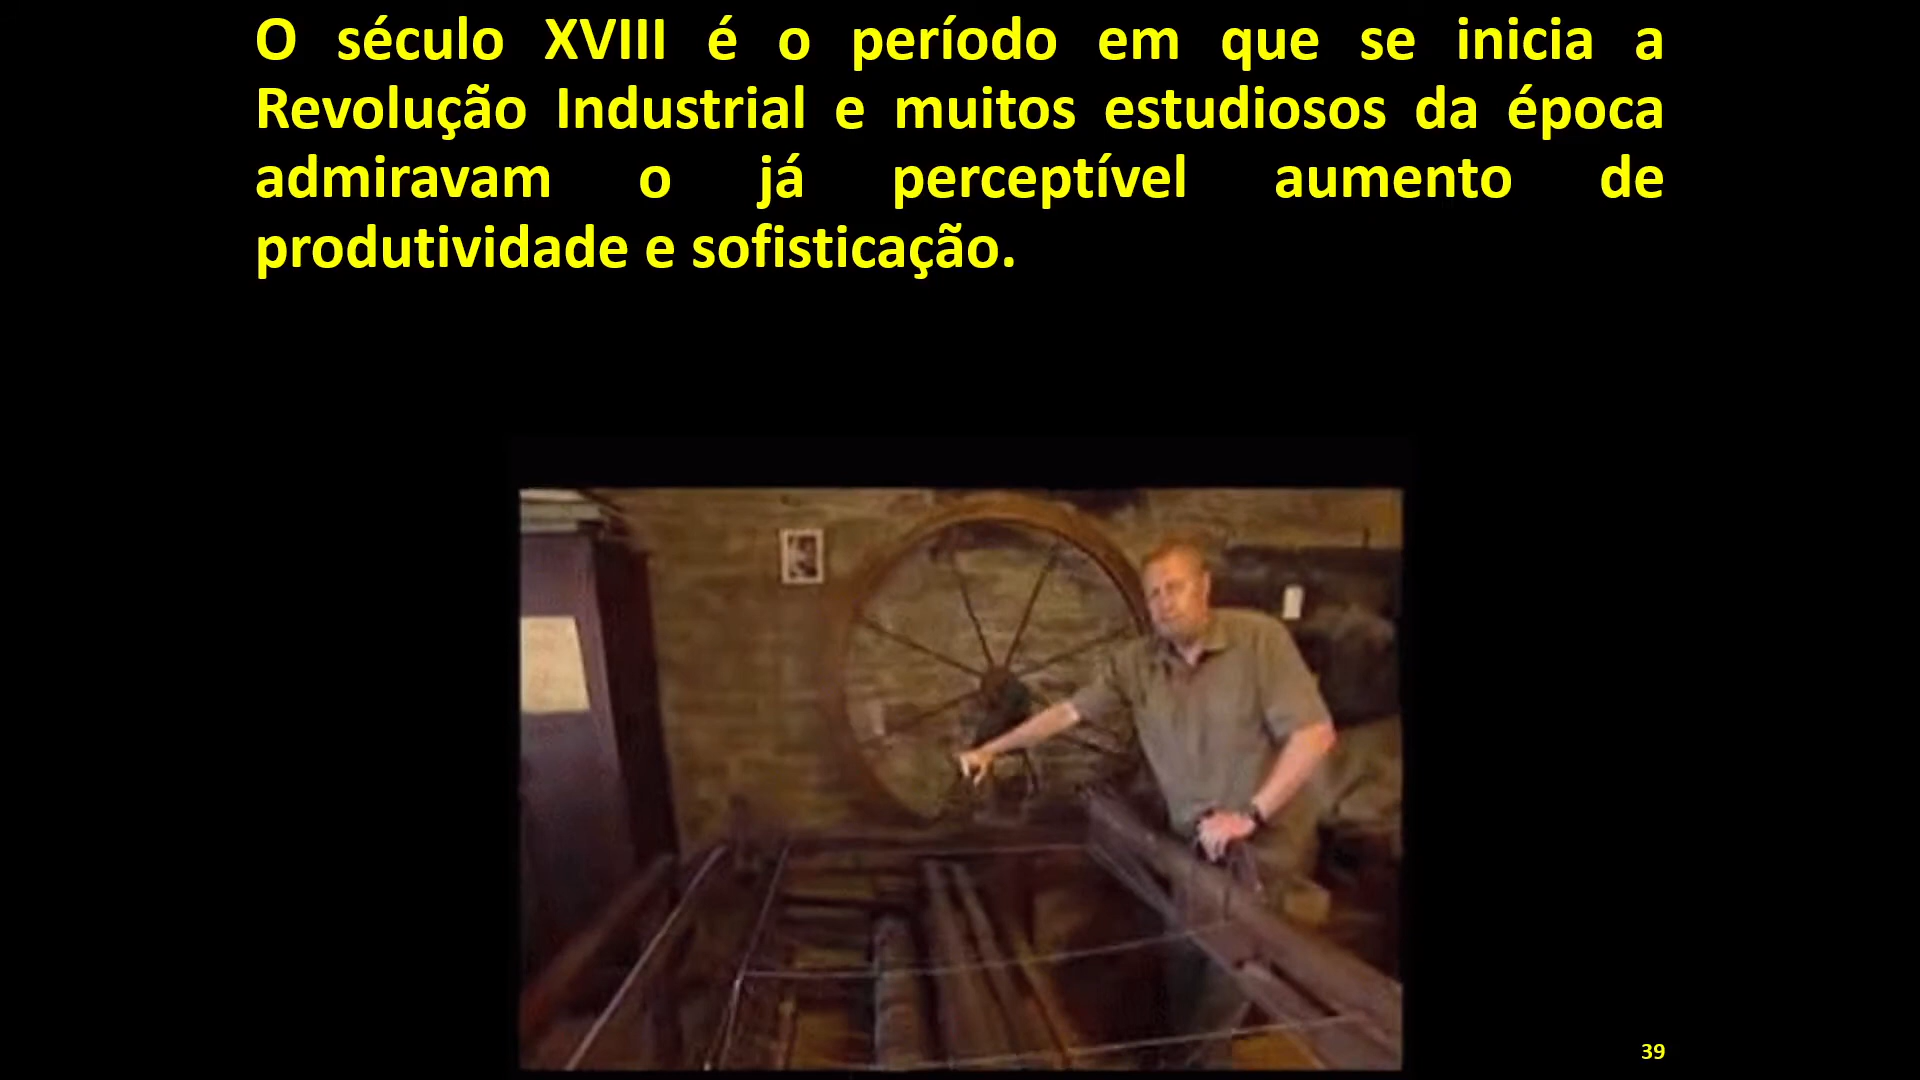 O século XVIII é o período em que se inicia a
Revolução Industrial e muitos estudiosos da época
admiravam o já perceptível aumento de
produtividade e sofisticação.
39